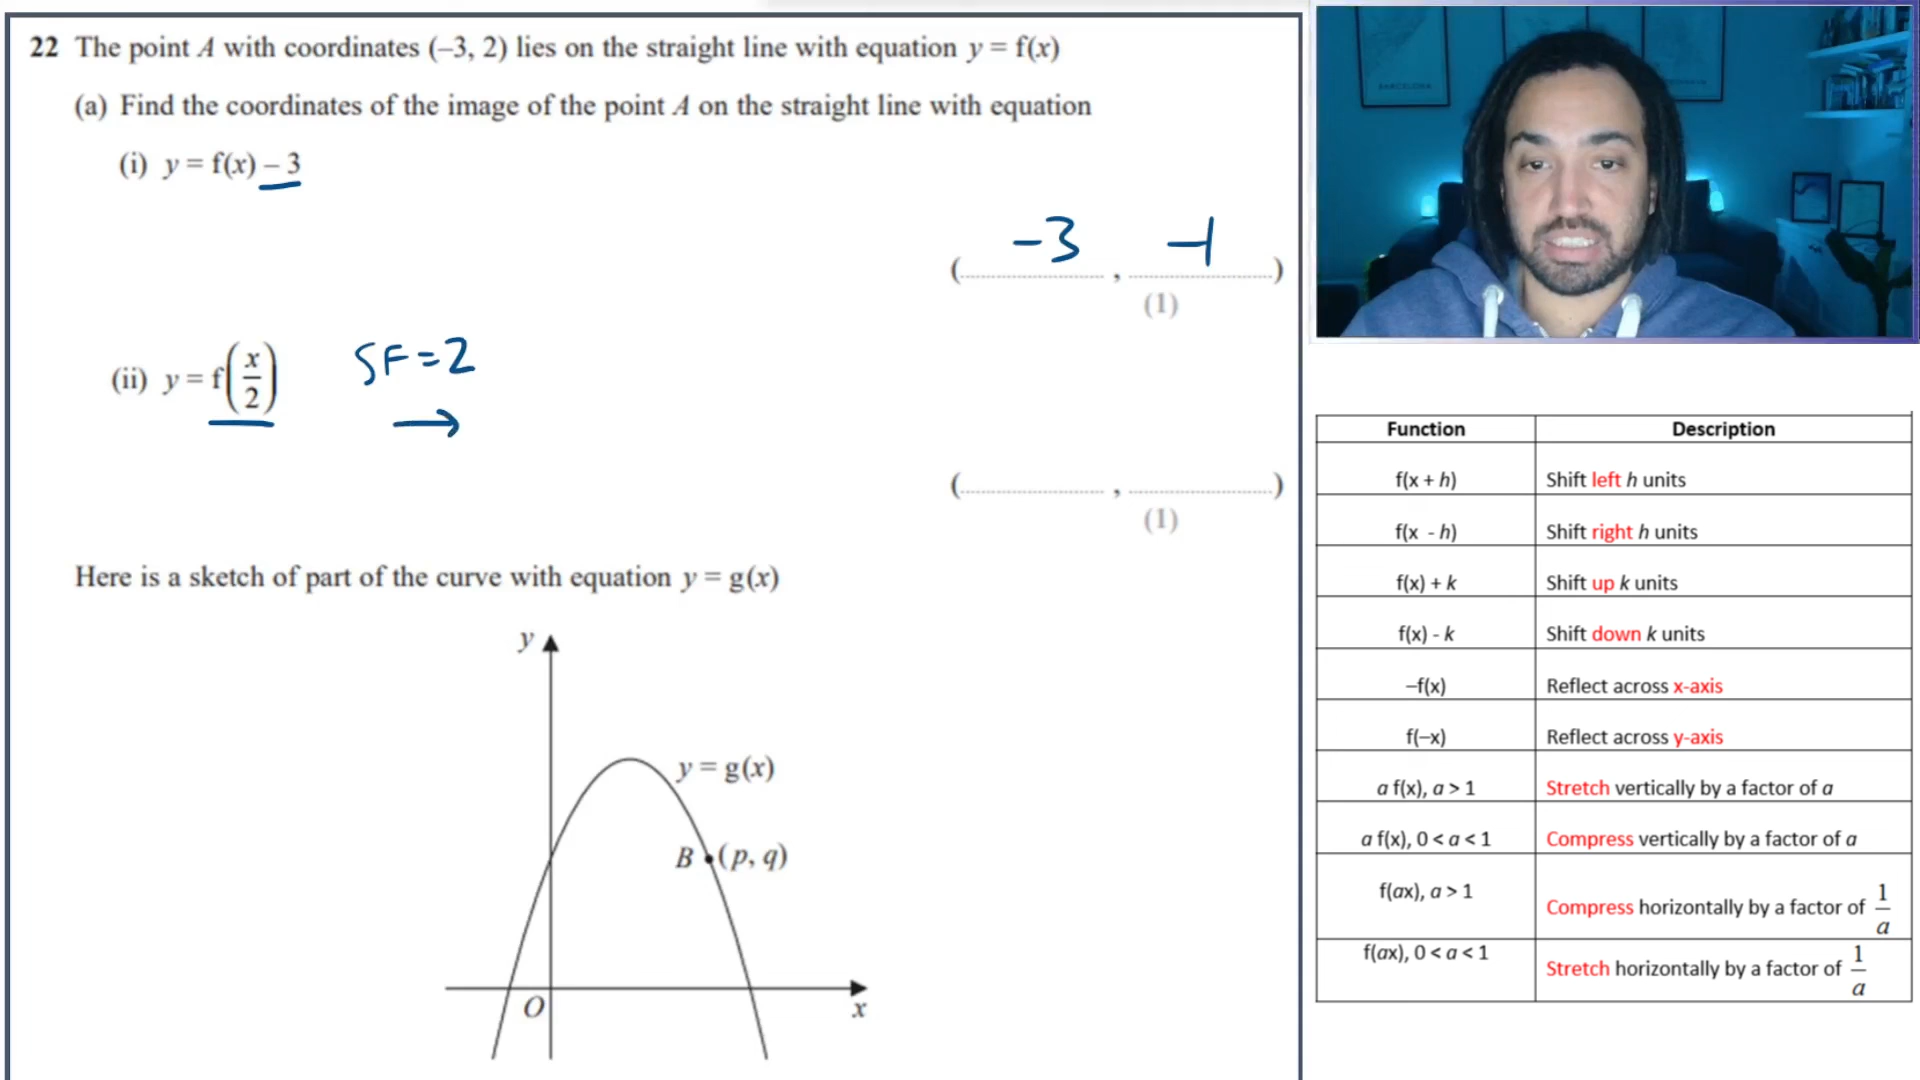 22 The point A with coordinates (–3, 2) lies on the straight line with equation y = f(x)
(a) Find the coordinates of the image of the point A on the straight line with equation
(i) y = f(x) – 3
(–3 , –1)
(1)
(ii) y = f(x/2) SF=2
→
(.................... , ....................)
(1)
Here is a sketch of part of the curve with equation y = g(x)
y
y = g(x)
B (p, q)
O
x
BARCELONA
Function Description
f(x + h) Shift left h units
f(x - h) Shift right h units
f(x) + k Shift up k units
f(x) - k Shift down k units
–f(x) Reflect across x-axis
f(–x) Reflect across y-axis
a f(x), a > 1 Stretch vertically by a factor of a
a f(x), 0 < a < 1 Compress vertically by a factor of a
f(ax), a > 1 Compress horizontally by a factor of 1/a
f(ax), 0 < a < 1 Stretch horizontally by a factor of 1/a